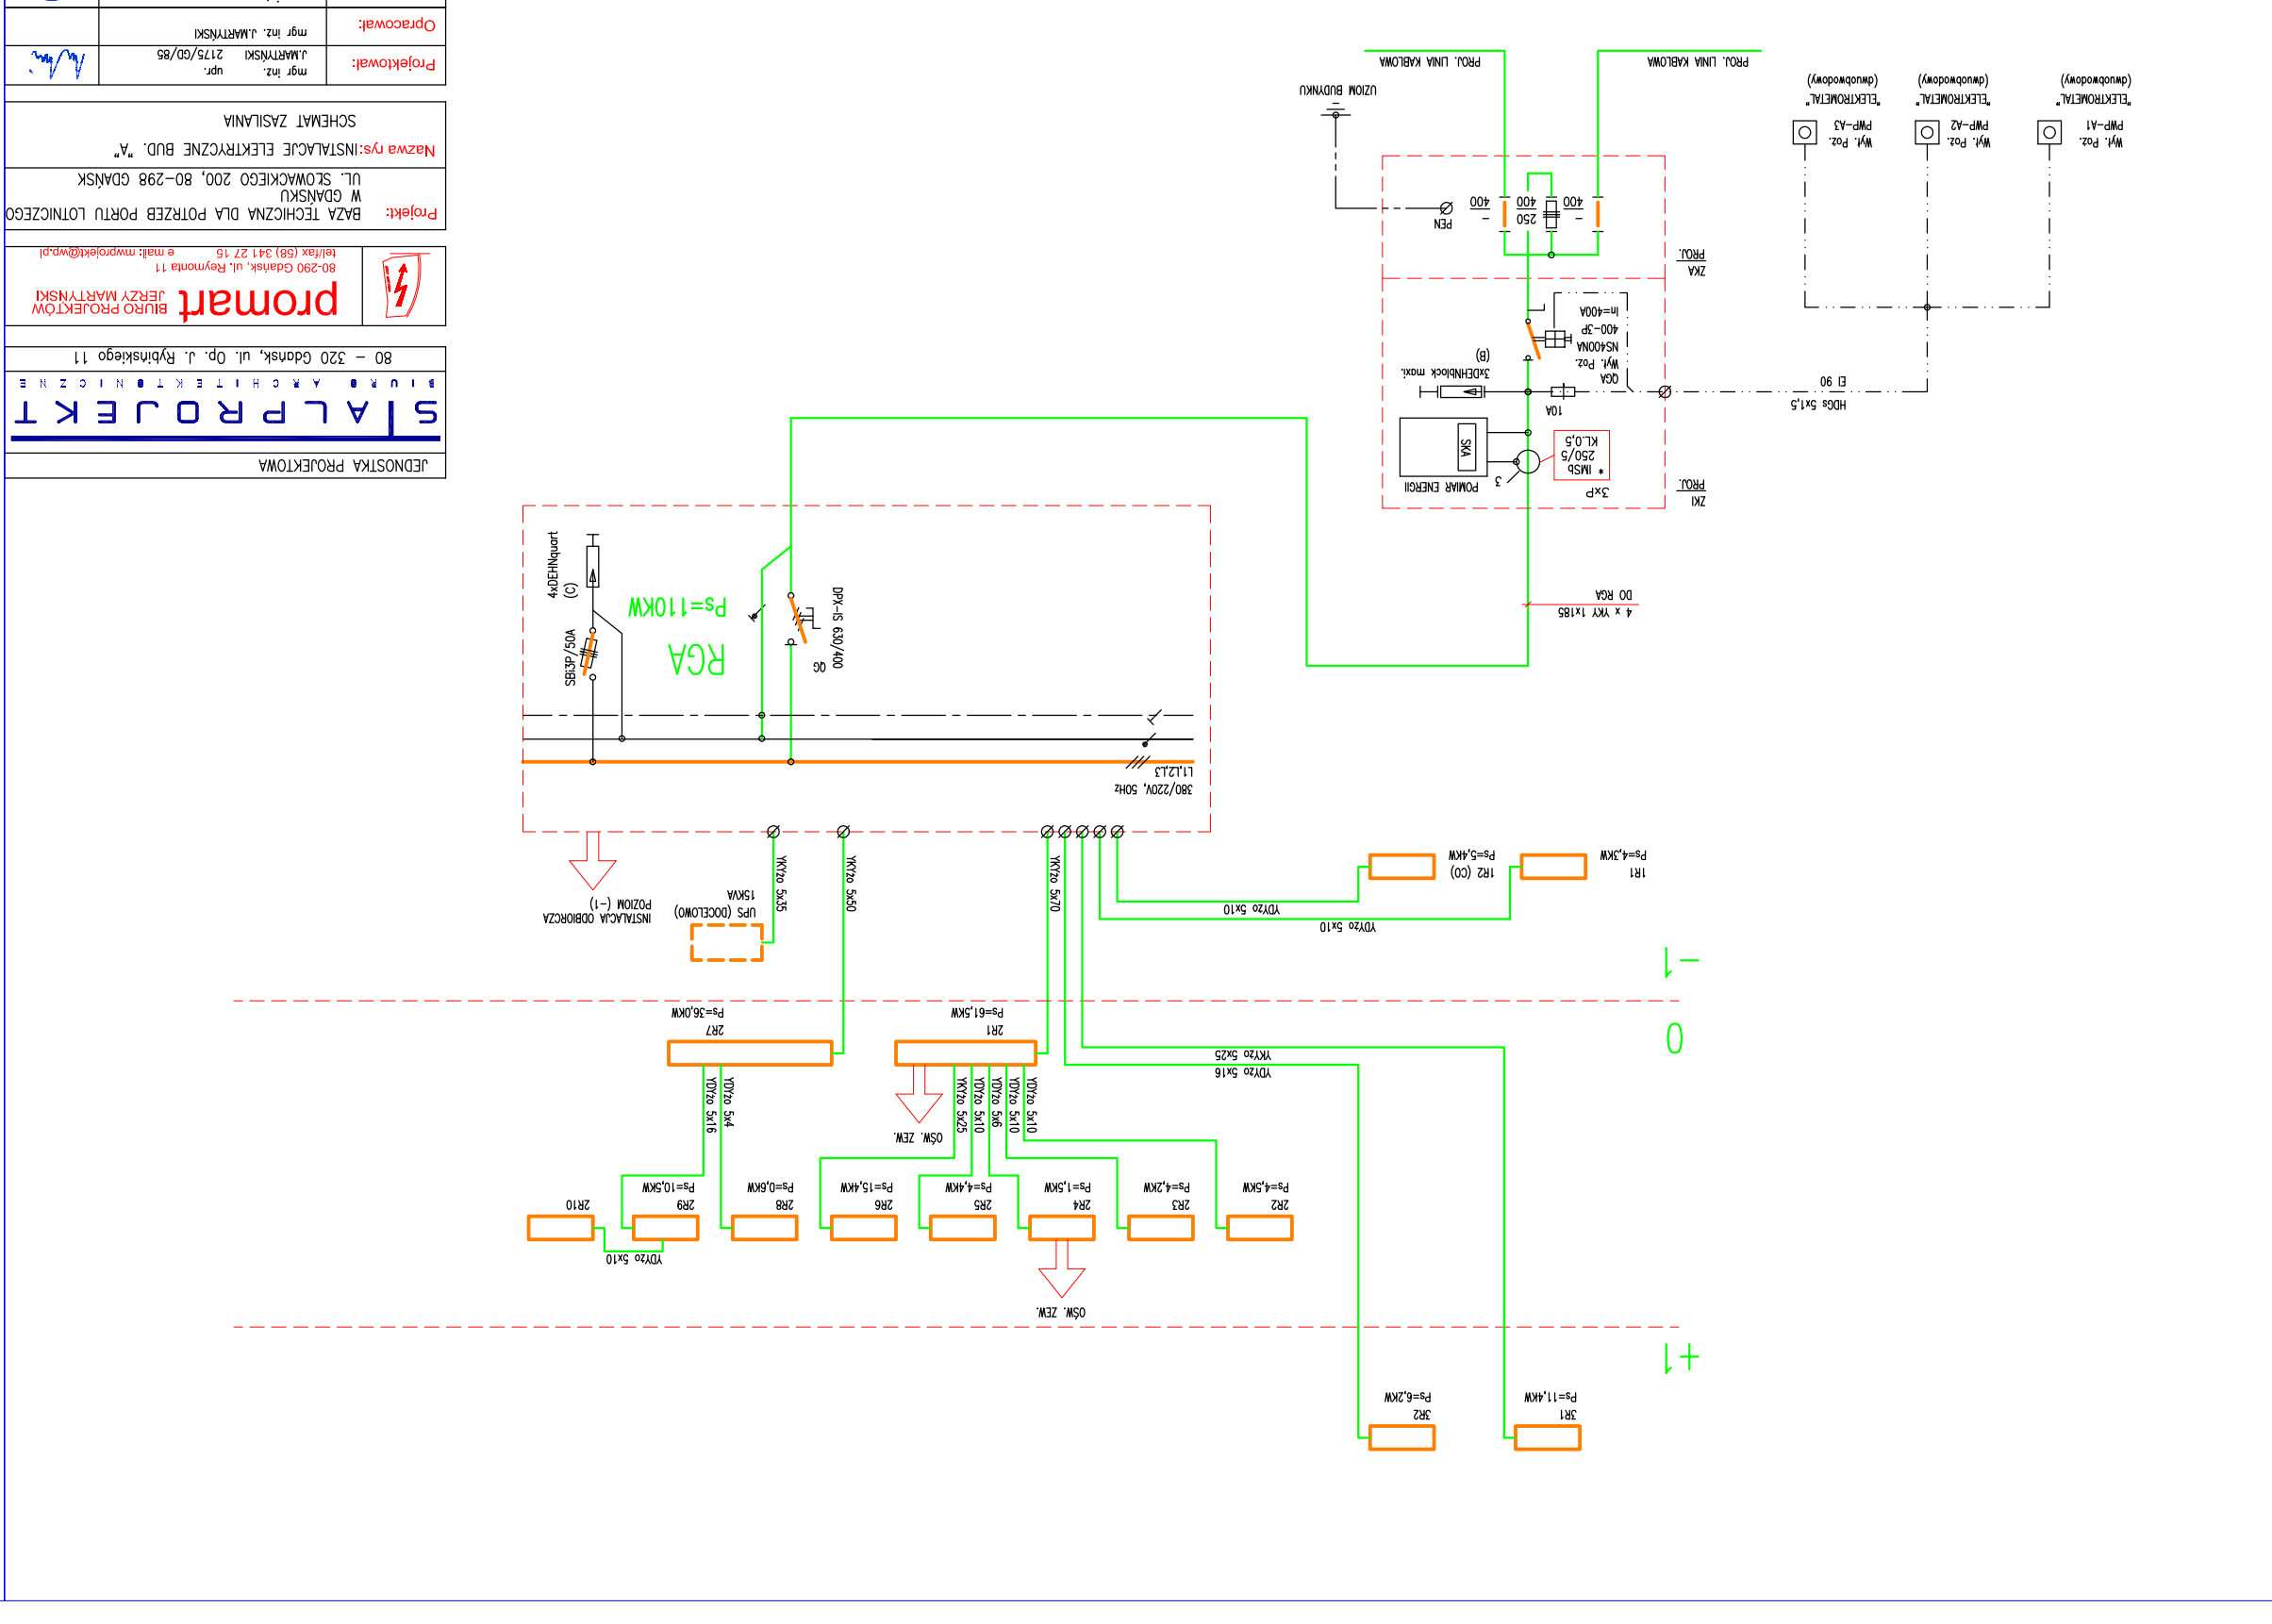 +1
3R1
Ps=11,4KW
3R2
Ps=6,2KW
OŚW. ZEW.
YDYżo 5x10
2R2
Ps=4,5KW
2R3
Ps=4,2KW
2R4
Ps=1,5KW
2R5
Ps=4,4KW
2R6
Ps=15,4KW
2R8
Ps=0,6KW
2R9
Ps=10,5KW
2R10
OŚW. ZEW.
YDYżo 5x10
YDYżo 5x10
YDYżo 5x6
YDYżo 5x10
YKYżo 5x25
YDYżo 5x4
YDYżo 5x16
YDYżo 5x16
YKYżo 5x25
0
2R1
Ps=61,5KW
2R7
Ps=36,0KW
-1
YDYżo 5x10
YDYżo 5x10
1R1
Ps=4,3KW
1R2 (CO)
Ps=5,4KW
YKYżo 5x70
YKYżo 5x50
YKYżo 5x35
UPS (DOCELOWO)
15KVA
INSTALACJA ODBIORCZA
POZIOM (-1)
380/220V, 50Hz
L1,L2,L3
RGA
Ps=110KW
QG
DPX-IS 630/400
SBi3P/50A
4xDEHNquart
(C)
4 x YKY 1x185
DO RGA
ZKI
PROJ.
3xP
* IMSb
250/5
KL.0,5
3
POMIAR ENERGII
SKA
10A
3xDEHNblock maxi.
(B)
QGA
Wył. Poż.
NS400NA
400-3P
In=400A
HDGs 5x1,5
EI 90
ZKA
PROJ.
-
400
250
400
-
400
PEN
UZIOM BUDYNKU
PROJ. LINIA KABLOWA
PROJ. LINIA KABLOWA
Wył. Poż.
PWP-A1
"ELEKTROMETAL"
(dwuobwodowy)
Wył. Poż.
PWP-A2
"ELEKTROMETAL"
(dwuobwodowy)
Wył. Poż.
PWP-A3
"ELEKTROMETAL"
(dwuobwodowy)
JEDNOSTKA PROJEKTOWA
STALPROJEKT
BIURO ARCHITEKTONICZNE
80 - 320 Gdańsk, ul. Op. J. Rybińskiego 11
promart BIURO PROJEKTÓW
JERZY MARTYŃSKI
80-290 Gdańsk, ul. Reymonta 11
tel/fax (58) 341 27 15 e mail: mwprojekt@wp.pl
Projekt: BAZA TECHICZNA DLA POTRZEB PORTU LOTNICZEGO
W GDAŃSKU
UL. SŁOWACKIEGO 200, 80-298 GDAŃSK
Nazwa rys: INSTALACJE ELEKTRYCZNE BUD. "A"
SCHEMAT ZASILANIA
Projektował: mgr inż. upr.
J.MARTYŃSKI 2175/GD/85
Opracował: mgr inż. J.MARTYŃSKI